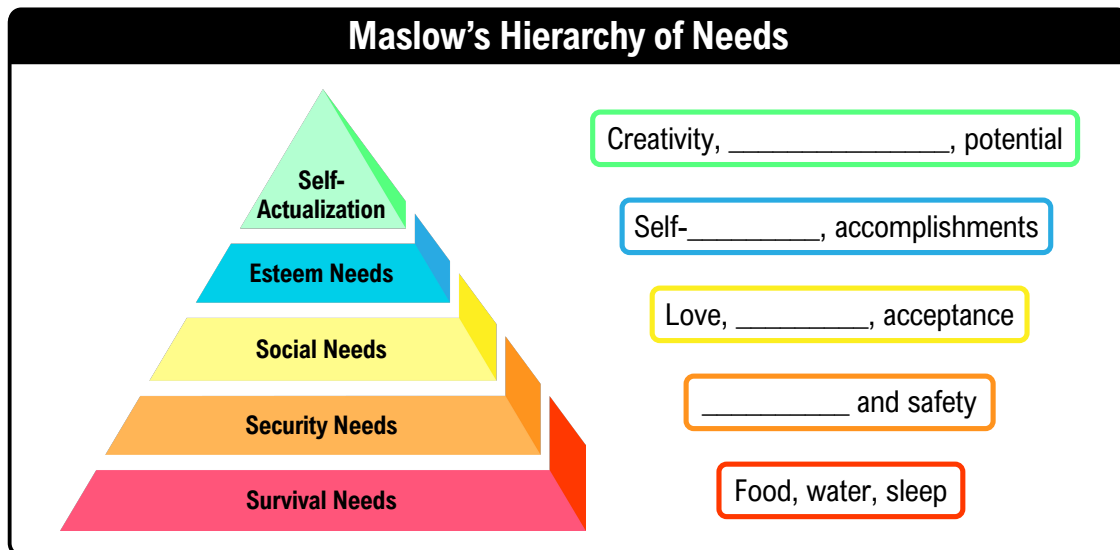 Maslow's Hierarchy of Needs
Self-
Actualization
Creativity, _______________, potential
Esteem Needs
Self-_________, accomplishments
Social Needs
Love, _________, acceptance
Security Needs
__________ and safety
Survival Needs
Food, water, sleep